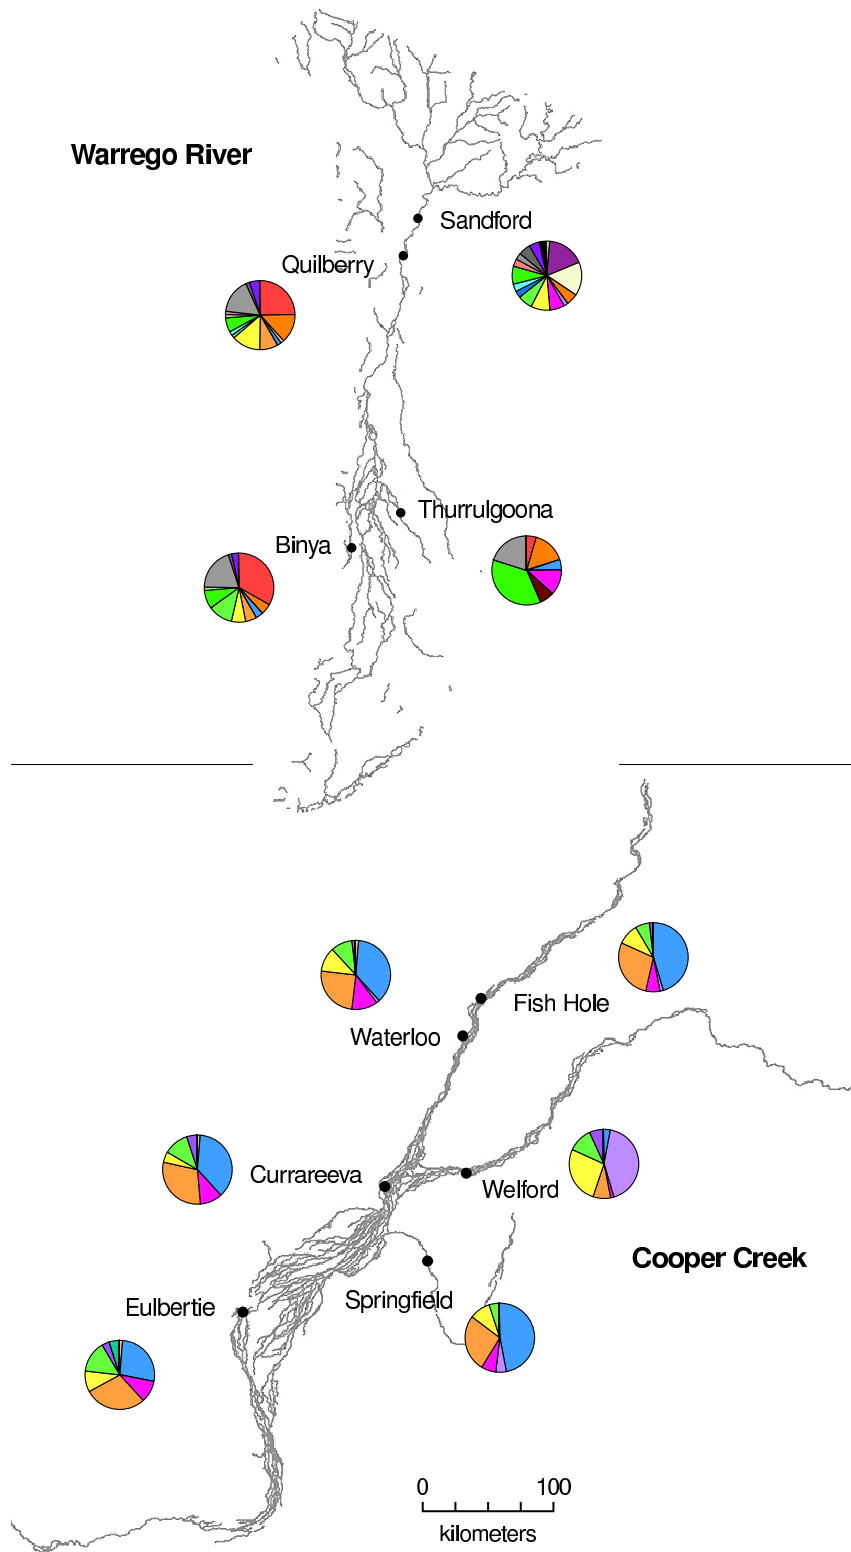 Warrego River
Sandford
Quilberry
Thurrulgoona
Binya
Fish Hole
Waterloo
Currareeva
Welford
Cooper Creek
Springfield
Eulbertie
0 100
kilometers